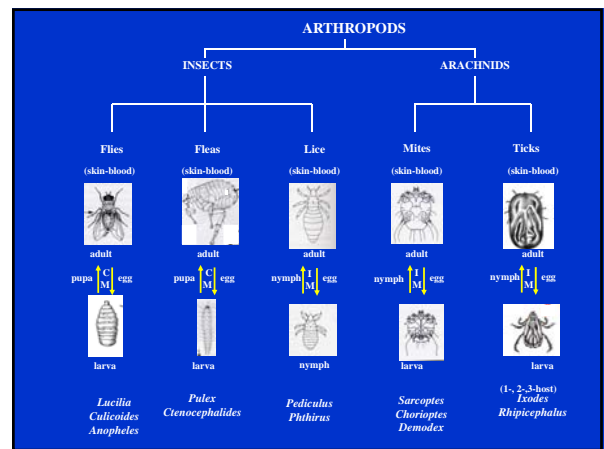 ARTHROPODS
INSECTS ARACHNIDS
Flies Fleas Lice Mites Ticks
(skin-blood) (skin-blood) (skin-blood) (skin-blood) (skin-blood)
adult adult adult adult adult
pupa C M egg pupa C M egg nymph I M egg nymph I M egg nymph I M egg
larva larva nymph larva larva
(1-, 2-,3-host)
Lucilia Pulex Pediculus Sarcoptes Ixodes
Culicoides Ctenocephalides Phthirus Chorioptes Rhipicephalus
Anopheles Demodex